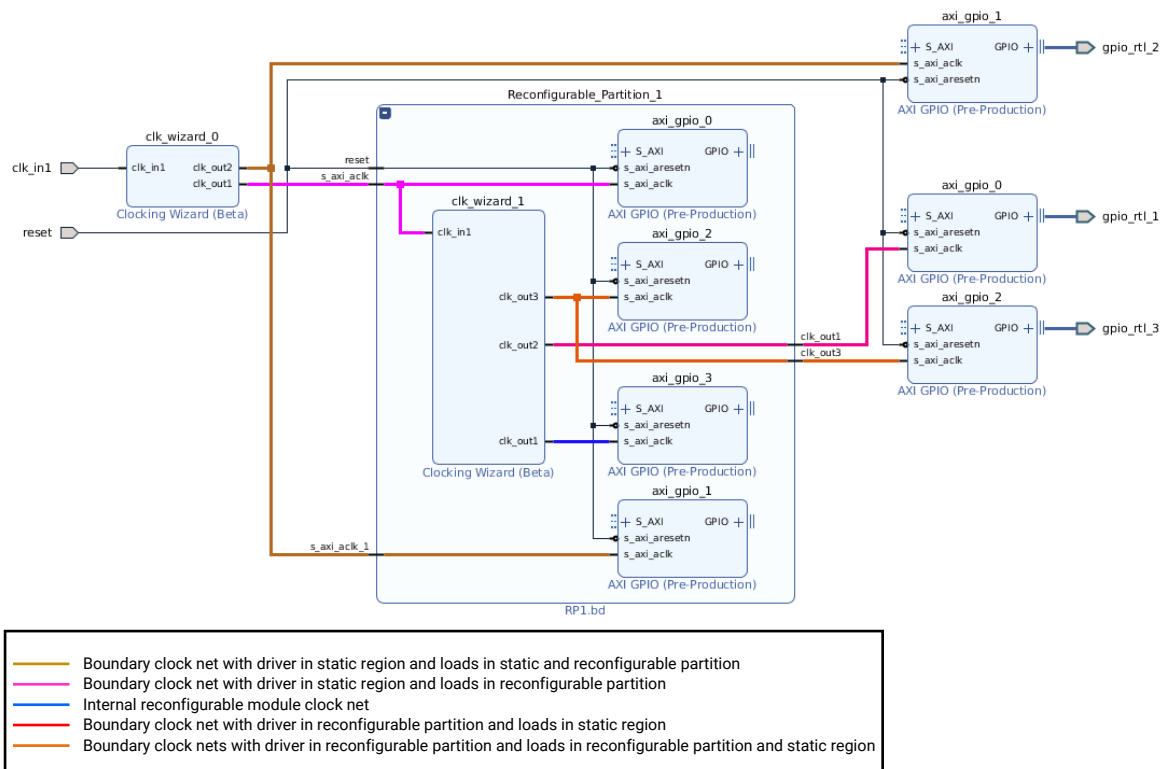 axi_gpio_1
S_AXI GPIO
s_axi_aclk
s_axi_aresetn
AXI GPIO (Pre-Production)
gpio_rtl_2
Reconfigurable_Partition_1
clk_wizard_0
clk_in1
clk_in1 clk_out2
clk_out1
Clocking Wizard (Beta)
reset
reset
s_axi_aclk
axi_gpio_0
S_AXI GPIO
s_axi_aresetn
s_axi_aclk
AXI GPIO (Pre-Production)
clk_wizard_1
clk_in1
clk_out3
clk_out2
clk_out1
Clocking Wizard (Beta)
axi_gpio_2
S_AXI GPIO
s_axi_aresetn
s_axi_aclk
AXI GPIO (Pre-Production)
clk_out1
clk_out3
axi_gpio_3
S_AXI GPIO
s_axi_aresetn
s_axi_aclk
AXI GPIO (Pre-Production)
axi_gpio_1
S_AXI GPIO
s_axi_aresetn
s_axi_aclk
AXI GPIO (Pre-Production)
s_axi_aclk_1
RP1.bd
axi_gpio_0
S_AXI GPIO
s_axi_aresetn
s_axi_aclk
AXI GPIO (Pre-Production)
gpio_rtl_1
axi_gpio_2
S_AXI GPIO
s_axi_aresetn
s_axi_aclk
AXI GPIO (Pre-Production)
gpio_rtl_3
Boundary clock net with driver in static region and loads in static and reconfigurable partition
Boundary clock net with driver in static region and loads in reconfigurable partition
Internal reconfigurable module clock net
Boundary clock net with driver in reconfigurable partition and loads in static region
Boundary clock nets with driver in reconfigurable partition and loads in reconfigurable partition and static region